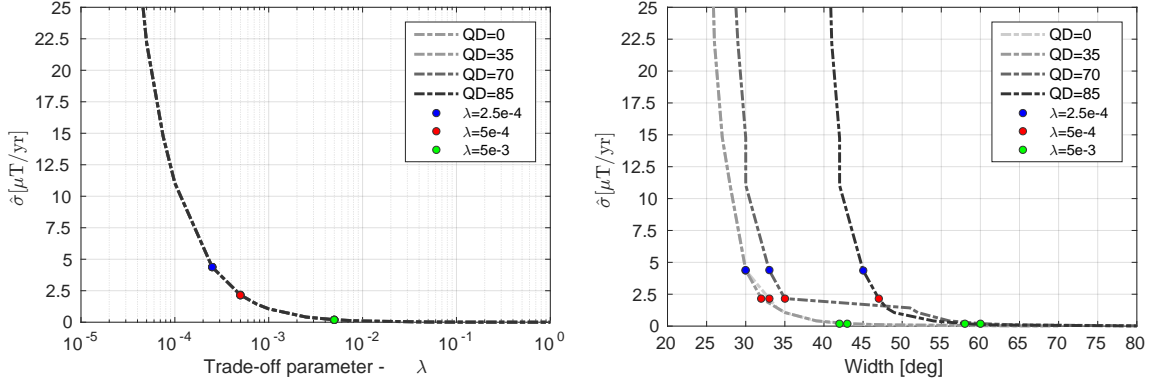 25
22.5
20
17.5
15
12.5
10
7.5
5
2.5
0
σ̂ [μT/yr]
10⁻⁵ 10⁻⁴ 10⁻³ 10⁻² 10⁻¹ 10⁰
Trade-off parameter - λ
QD=0
QD=35
QD=70
QD=85
λ=2.5e-4
λ=5e-4
λ=5e-3
25
22.5
20
17.5
15
12.5
10
7.5
5
2.5
0
σ̂ [μT/yr]
20 25 30 35 40 45 50 55 60 65 70 75 80
Width [deg]
QD=0
QD=35
QD=70
QD=85
λ=2.5e-4
λ=5e-4
λ=5e-3